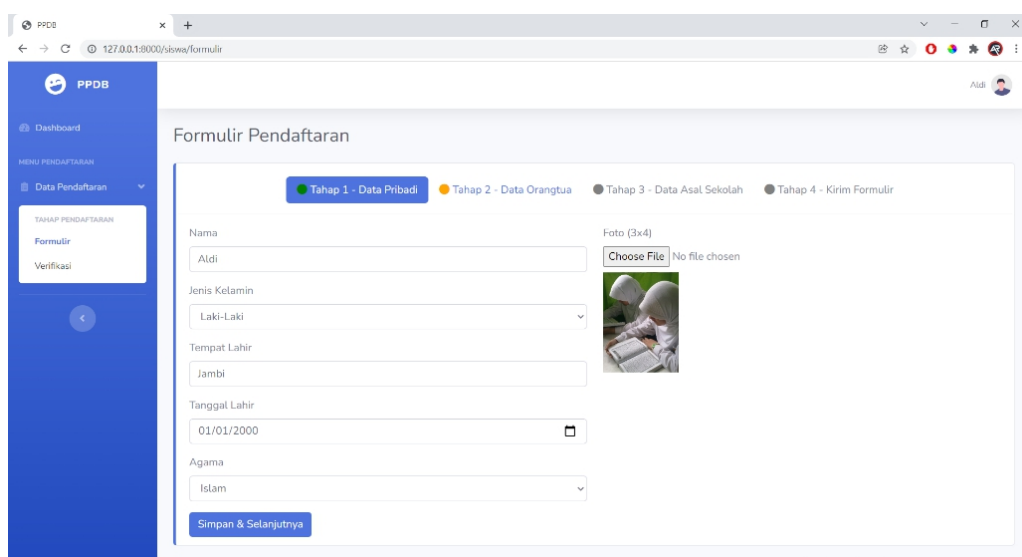 PPDB
127.0.0.1:8000/siswa/formulir
PPDB
Aldi
Dashboard
MENU PENDAFTARAN
Data Pendaftaran
TAHAP PENDAFTARAN
Formulir
Verifikasi
Formulir Pendaftaran
Tahap 1 - Data Pribadi
Tahap 2 - Data Orangtua
Tahap 3 - Data Asal Sekolah
Tahap 4 - Kirim Formulir
Nama
Aldi
Jenis Kelamin
Laki-Laki
Tempat Lahir
Jambi
Tanggal Lahir
01/01/2000
Agama
Islam
Simpan & Selanjutnya
Foto (3x4)
Choose File No file chosen